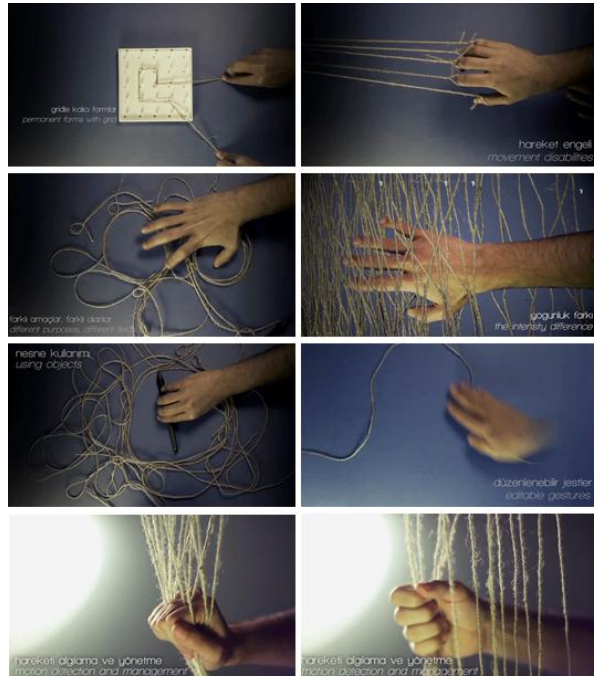 gridle kalıcı formlar
permanent forms with grid
hareket engeli
movement disabilities
farklı amaçlar, farklı alanlar
different purposes, different fields
yogunluk farkı
the intensity difference
nesne kullanımı
using objects
düzenlenebilir jestler
editable gestures
hareketi algılama ve yönetme
motion detection and management
hareketi algılama ve yönetme
motion detection and management